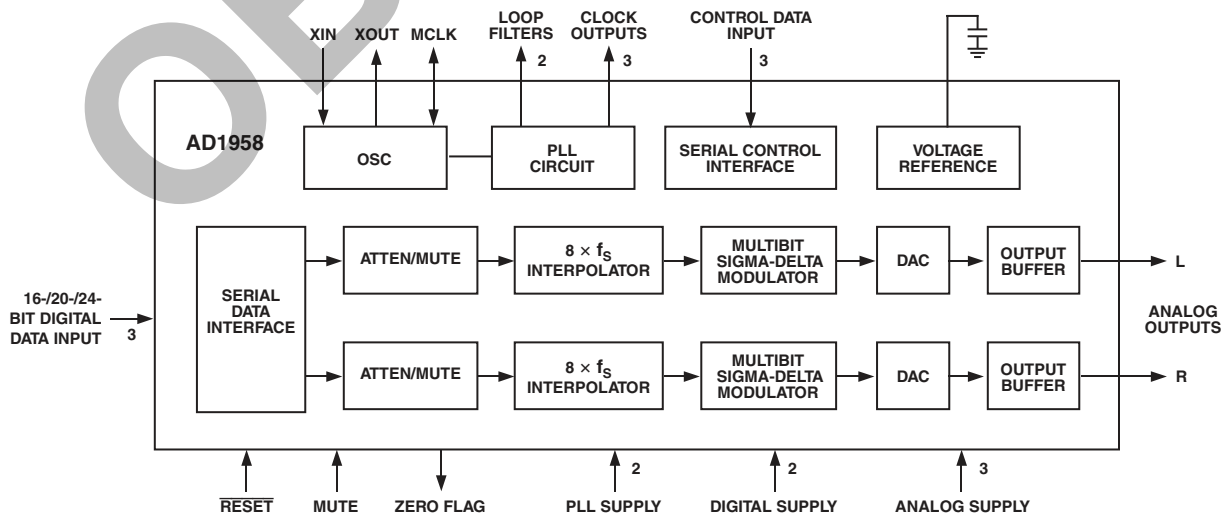 XIN XOUT MCLK
LOOP
FILTERS
2
CLOCK
OUTPUTS
3
CONTROL DATA
INPUT
3
AD1958
OSC
PLL
CIRCUIT
SERIAL CONTROL
INTERFACE
VOLTAGE
REFERENCE
16-/20-/24-
BIT DIGITAL
DATA INPUT
3
SERIAL
DATA
INTERFACE
ATTEN/MUTE
8 × fS
INTERPOLATOR
MULTIBIT
SIGMA-DELTA
MODULATOR
DAC
OUTPUT
BUFFER
L
ANALOG
OUTPUTS
ATTEN/MUTE
8 × fS
INTERPOLATOR
MULTIBIT
SIGMA-DELTA
MODULATOR
DAC
OUTPUT
BUFFER
R
RESET
MUTE
ZERO FLAG
2
PLL SUPPLY
2
DIGITAL SUPPLY
3
ANALOG SUPPLY